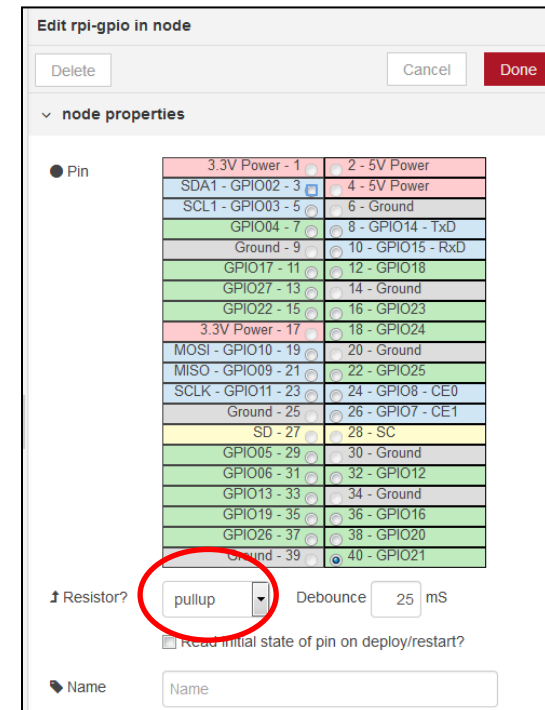 Edit rpi-gpio in node
Delete Cancel Done
node properties
Pin
3.3V Power - 1 2 - 5V Power
SDA1 - GPIO02 - 3 4 - 5V Power
SCL1 - GPIO03 - 5 6 - Ground
GPIO04 - 7 8 - GPIO14 - TxD
Ground - 9 10 - GPIO15 - RxD
GPIO17 - 11 12 - GPIO18
GPIO27 - 13 14 - Ground
GPIO22 - 15 16 - GPIO23
3.3V Power - 17 18 - GPIO24
MOSI - GPIO10 - 19 20 - Ground
MISO - GPIO09 - 21 22 - GPIO25
SCLK - GPIO11 - 23 24 - GPIO8 - CE0
Ground - 25 26 - GPIO7 - CE1
SD - 27 28 - SC
GPIO05 - 29 30 - Ground
GPIO06 - 31 32 - GPIO12
GPIO13 - 33 34 - Ground
GPIO19 - 35 36 - GPIO16
GPIO26 - 37 38 - GPIO20
Ground - 39 40 - GPIO21
Resistor? pullup Debounce 25 mS
Read initial state of pin on deploy/restart?
Name Name